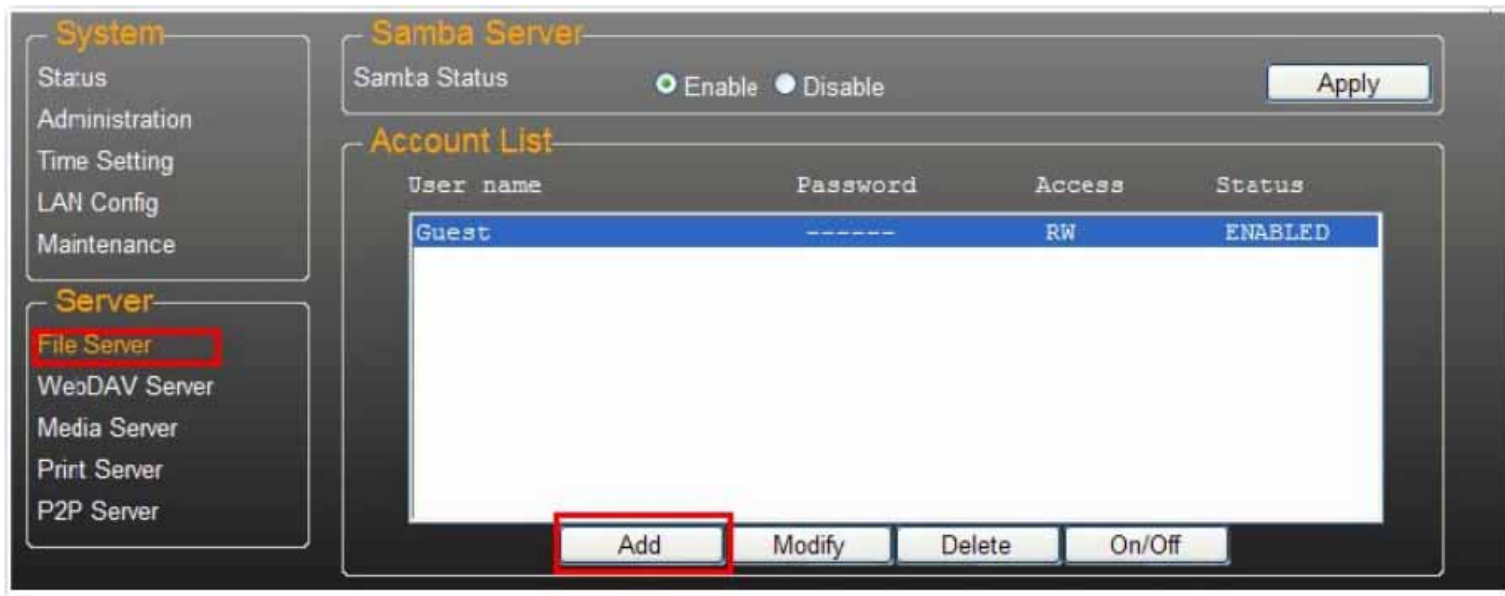 System
Status
Administration
Time Setting
LAN Config
Maintenance
Server
File Server
WebDAV Server
Media Server
Print Server
P2P Server
Samba Server
Samba Status Enable Disable Apply
Account List
User name Password Access Status
Guest ------ RW ENABLED
Add Modify Delete On/Off